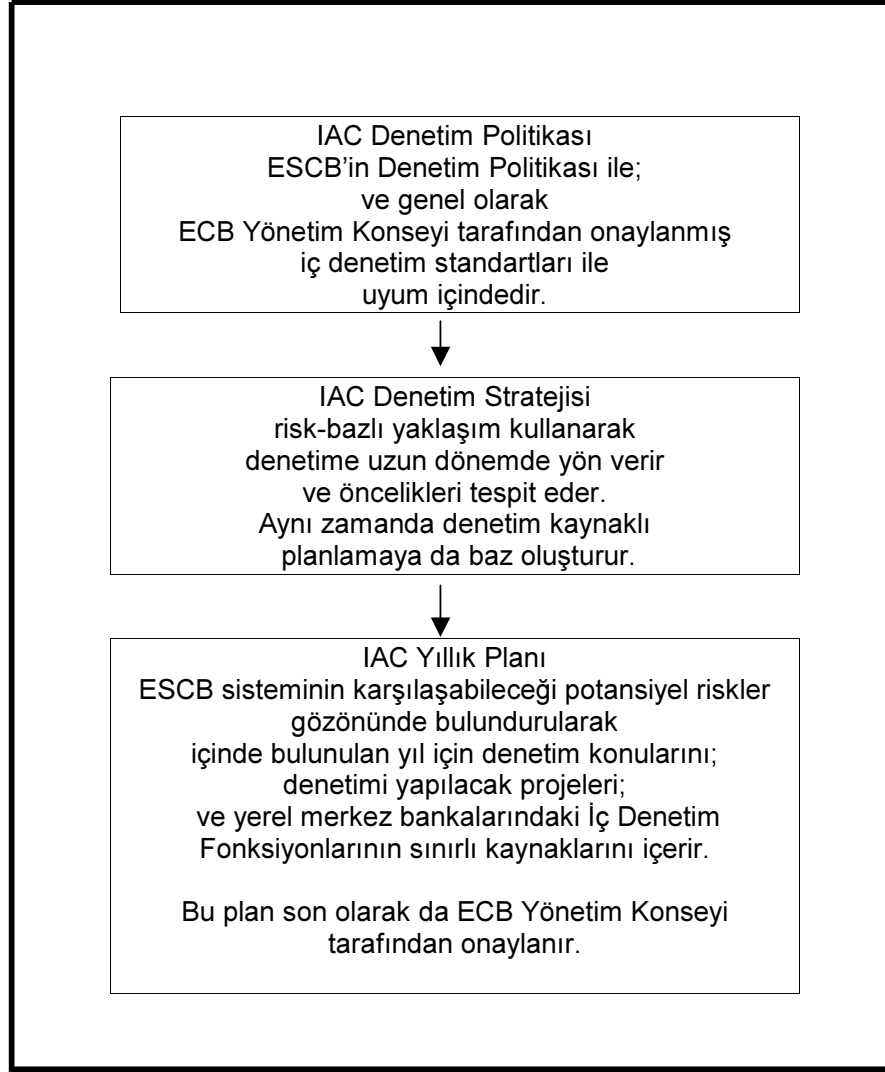 IAC Denetim Politikası
ESCB’in Denetim Politikası ile;
ve genel olarak
ECB Yönetim Konseyi tarafından onaylanmış
iç denetim standartları ile
uyum içindedir.
IAC Denetim Stratejisi
risk-bazlı yaklaşım kullanarak
denetime uzun dönemde yön verir
ve öncelikleri tespit eder.
Aynı zamanda denetim kaynaklı
planlamaya da baz oluşturur.
IAC Yıllık Planı
ESCB sisteminin karşılaşabileceği potansiyel riskler
gözönünde bulundurularak
içinde bulunulan yıl için denetim konularını;
denetimi yapılacak projeleri;
ve yerel merkez bankalarındaki İç Denetim
Fonksiyonlarının sınırlı kaynaklarını içerir.
Bu plan son olarak da ECB Yönetim Konseyi
tarafından onaylanır.